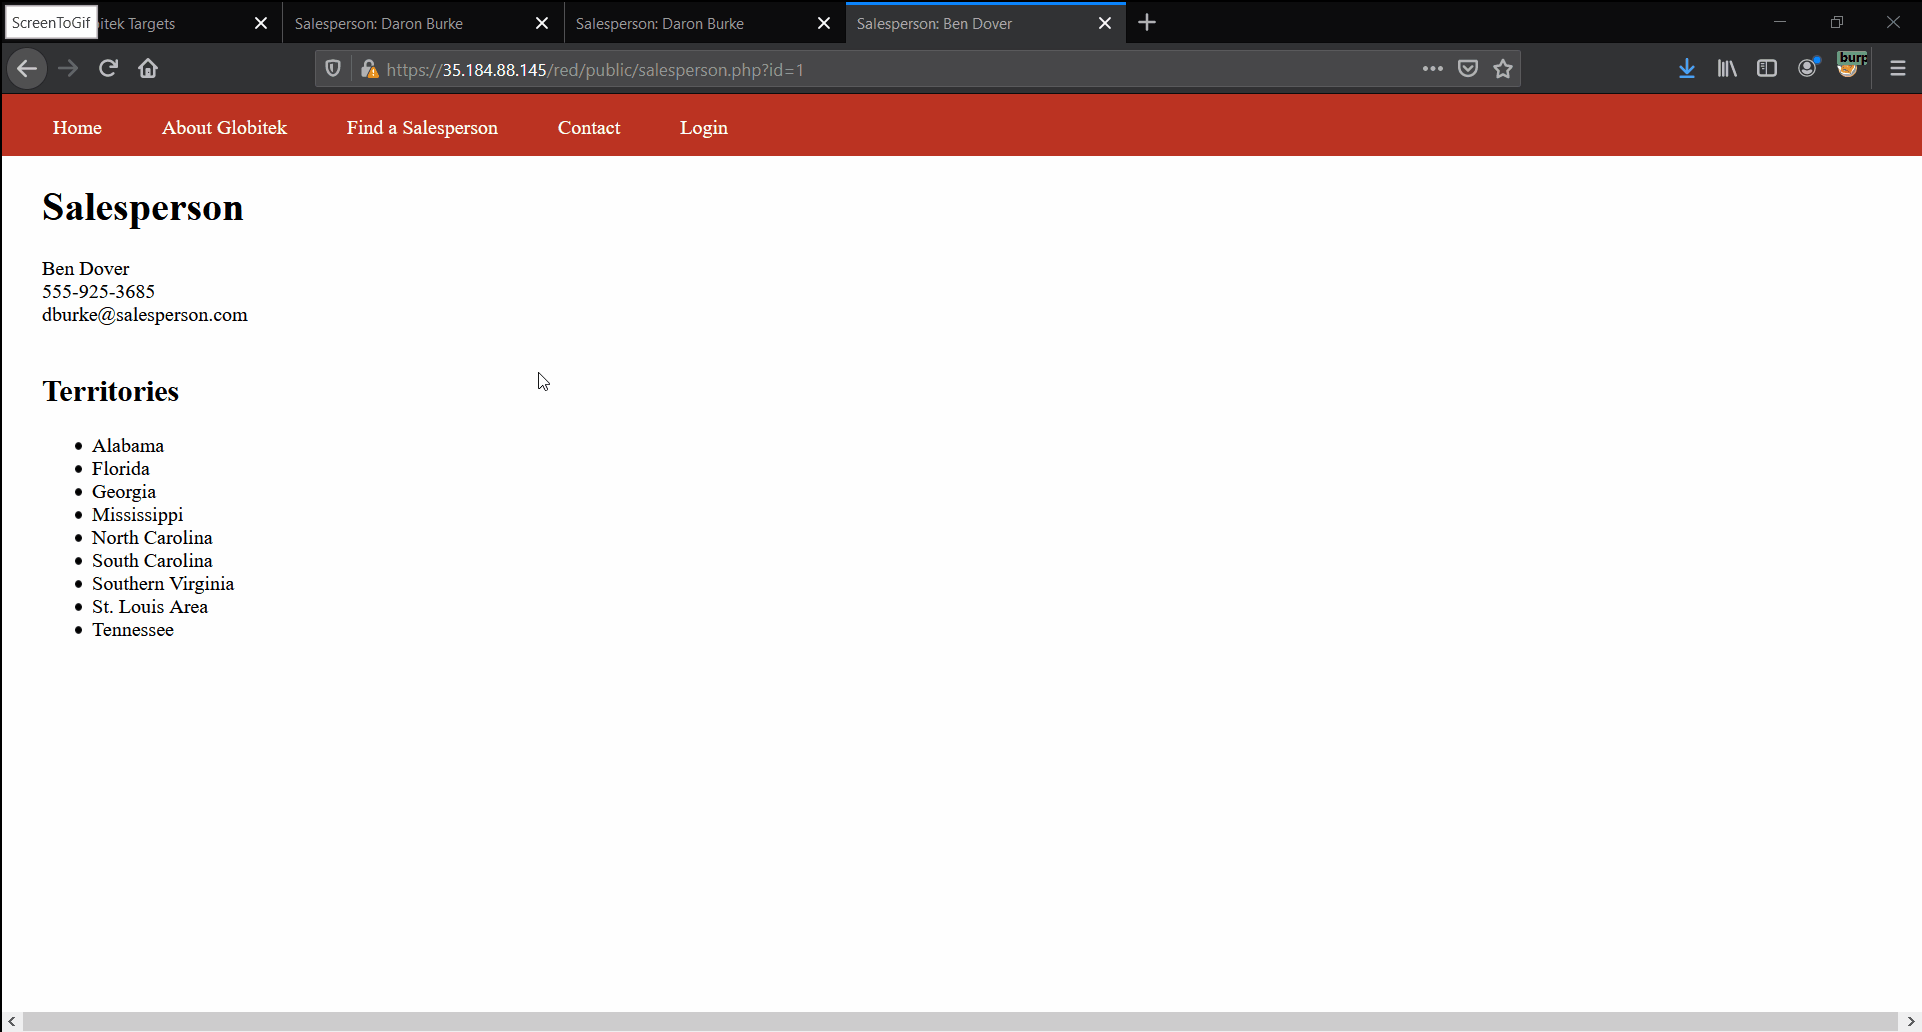 ScreenToGif bitek Targets
Salesperson: Daron Burke
Salesperson: Daron Burke
Salesperson: Ben Dover
https://35.184.88.145/red/public/salesperson.php?id=1
burp
Home About Globitek Find a Salesperson Contact Login
Salesperson
Ben Dover
555-925-3685
dburke@salesperson.com
Territories
Alabama
Florida
Georgia
Mississippi
North Carolina
South Carolina
Southern Virginia
St. Louis Area
Tennessee